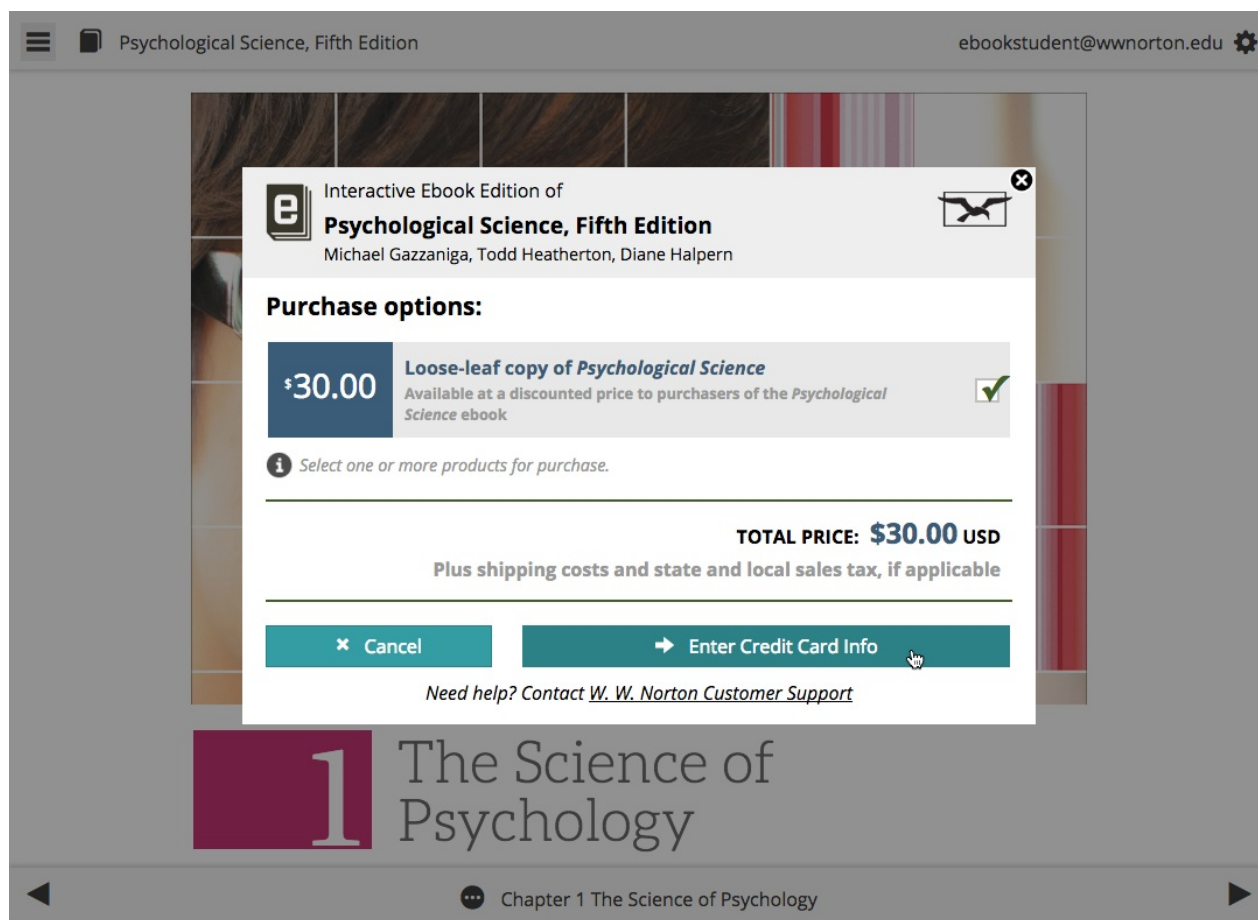 Psychological Science, Fifth Edition
ebookstudent@wwnorton.edu
e
Interactive Ebook Edition of
Psychological Science, Fifth Edition
Michael Gazzaniga, Todd Heatherton, Diane Halpern
Purchase options:
$30.00
Loose-leaf copy of Psychological Science
Available at a discounted price to purchasers of the Psychological
Science ebook
Select one or more products for purchase.
TOTAL PRICE: $30.00 USD
Plus shipping costs and state and local sales tax, if applicable
Cancel
Enter Credit Card Info
Need help? Contact W. W. Norton Customer Support
1
The Science of
Psychology
Chapter 1 The Science of Psychology